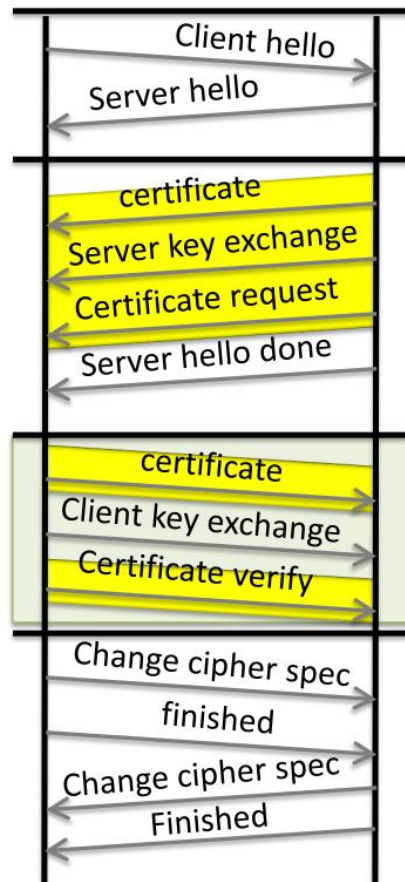 Client hello
Server hello
certificate
Server key exchange
Certificate request
Server hello done
certificate
Client key exchange
Certificate verify
Change cipher spec
finished
Change cipher spec
Finished